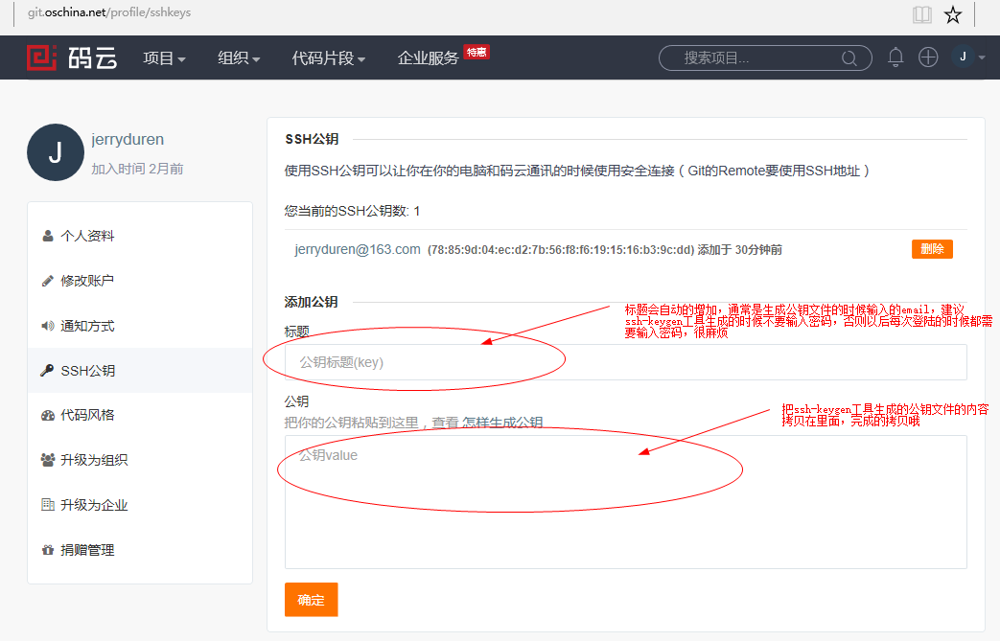 git.oschina.net/profile/sshkeys
码云 项目 组织 代码片段 企业服务 特惠 搜索项目... J
J
jerryduren
加入时间 2月前
个人资料
修改账户
通知方式
SSH公钥
代码风格
升级为组织
升级为企业
捐赠管理
SSH公钥
使用SSH公钥可以让你在你的电脑和码云通讯的时候使用安全连接（Git的Remote要使用SSH地址）
您当前的SSH公钥数: 1
jerryduren@163.com (78:85:9d:04:ec:d2:7b:56:f8:f6:19:15:16:b3:9c:dd) 添加于 30分钟前 删除
添加公钥
标题会自动的增加，通常是生成公钥文件的时候输入的email，建议
ssh-keygen工具生成的时候不要输入密码，否则以后每次登陆的时候都需
要输入密码，很麻烦
标题
公钥标题(key)
公钥
把你的公钥粘贴到这里，查看 怎样生成公钥
把ssh-keygen工具生成的公钥文件的内容
拷贝在里面，完成的拷贝哦
公钥value
确定